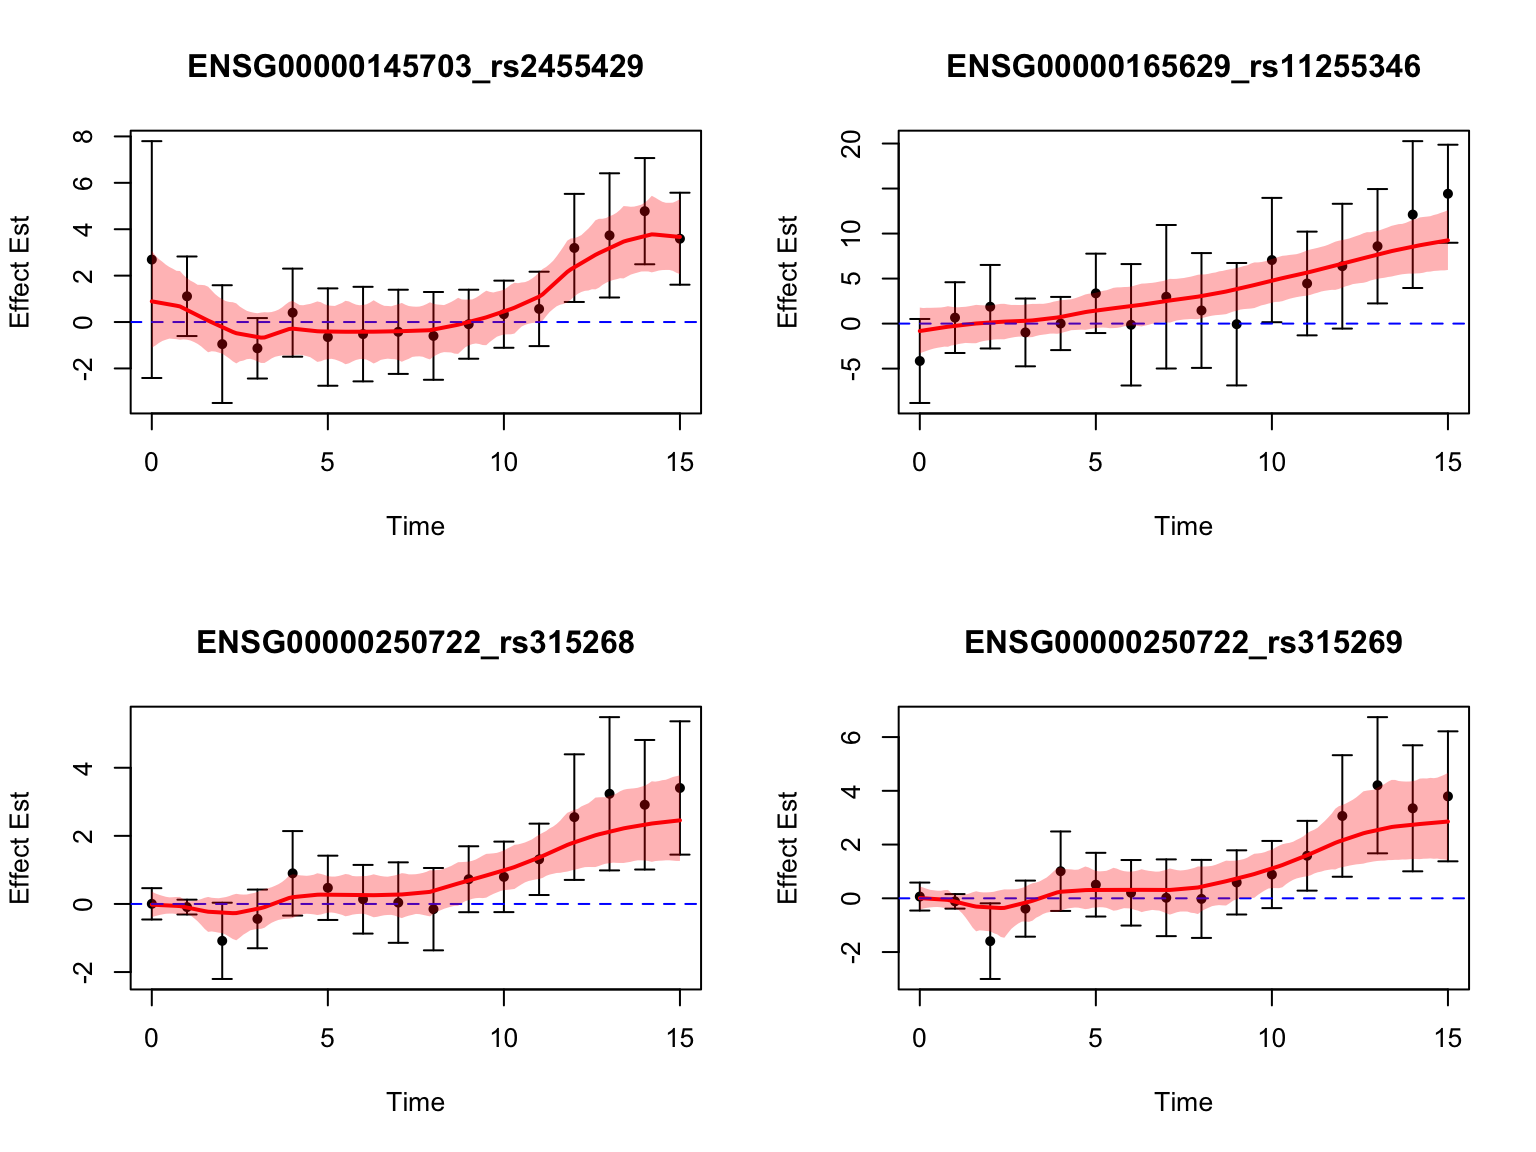 ENSG00000145703_rs2455429
Effect Est
8
6
4
2
0
-2
0 5 10 15
Time
ENSG00000165629_rs11255346
Effect Est
20
10
5
0
-5
0 5 10 15
Time
ENSG00000250722_rs315268
Effect Est
4
2
0
-2
0 5 10 15
Time
ENSG00000250722_rs315269
Effect Est
6
4
2
0
-2
0 5 10 15
Time